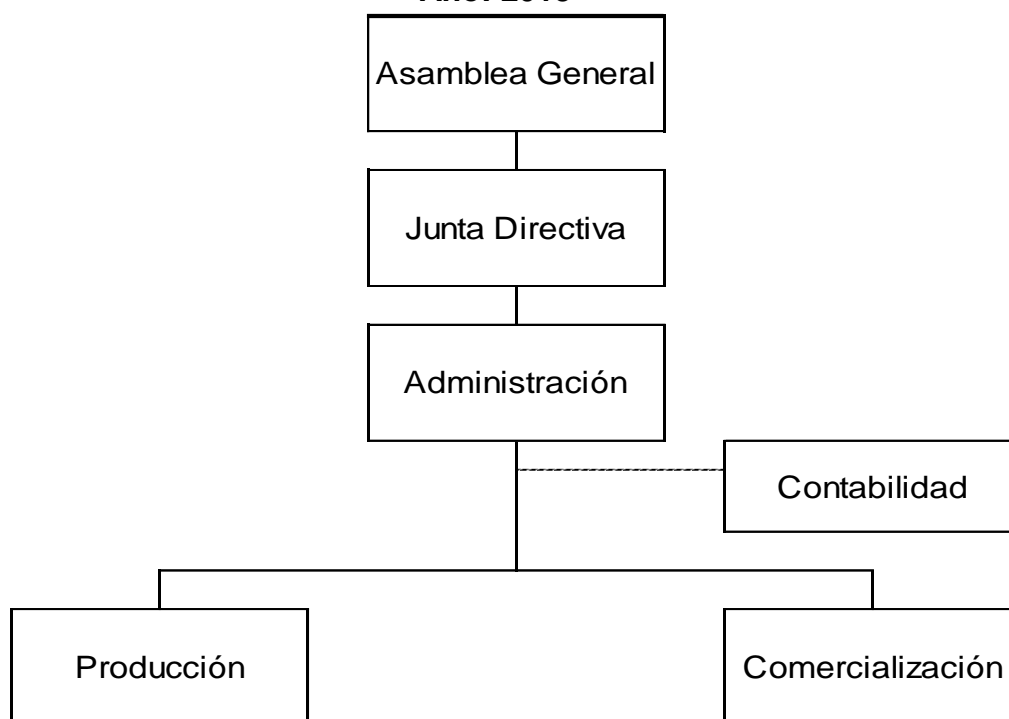 Asamblea General
Junta Directiva
Administración
Contabilidad
Producción
Comercialización